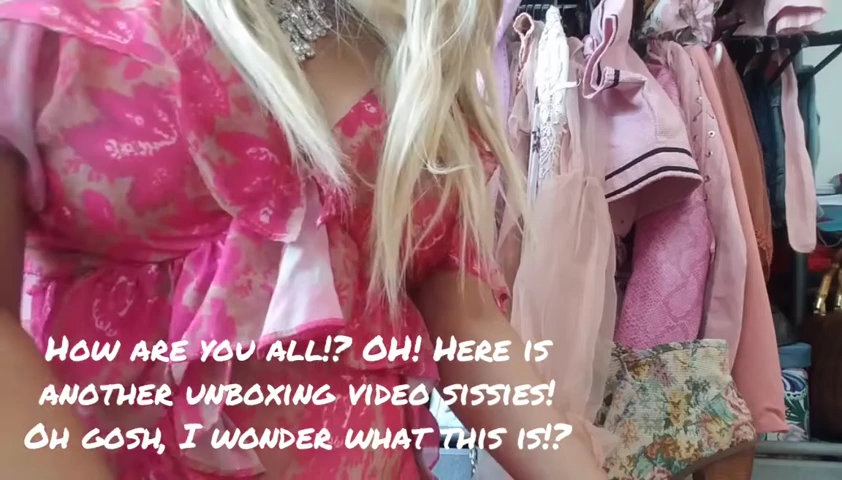 How are you all!? OH! Here is
another unboxing video sissies!
Oh gosh, I wonder what this is!?